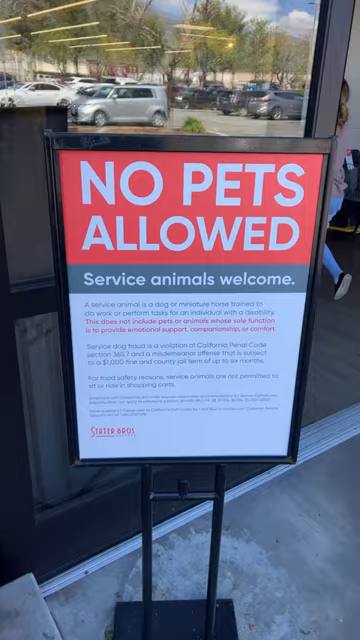 NO PETS
ALLOWED
Service animals welcome.
A service animal is a dog or miniature horse trained to
do work or perform tasks for an individual with a disability.
This does not include pets or animals whose sole function
is to provide emotional support, companionship, or comfort.
Service dog fraud is a violation of California Penal Code
section 365.7 and a misdemeanor offense that is subject to
a $1,000 fine and county jail term of up to six months.
For food safety reasons, service animals are not permitted to
sit or ride in shopping carts.
STATER BROS